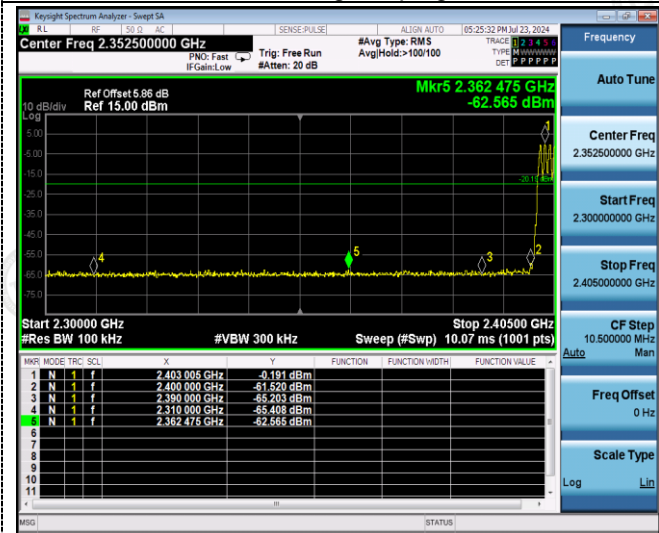 Keysight Spectrum Analyzer - Swept SA
RL RF 50 Ω AC SENSE:PULSE ALIGN AUTO 05:25:32 PM Jul 23, 2024
Center Freq 2.352500000 GHz
PNO: Fast
IFGain:Low
Trig: Free Run
#Atten: 20 dB
#Avg Type: RMS
Avg|Hold:>100/100
TRACE 1 2 3 4 5 6
TYPE M W W W W W
DET P P P P P P
Frequency
Auto Tune
Center Freq
2.352500000 GHz
Start Freq
2.300000000 GHz
Stop Freq
2.405000000 GHz
CF Step
10.500000 MHz
Auto Man
Freq Offset
0 Hz
Scale Type
Log Lin
Mkr5 2.362 475 GHz
-62.565 dBm
Ref Offset 5.86 dB
10 dB/div Ref 15.00 dBm
Log
5.00
-5.00
-15.0
-25.0
-35.0
-45.0
-55.0
-65.0
-75.0
1
4
5
3
2
Start 2.30000 GHz Stop 2.40500 GHz
#Res BW 100 kHz #VBW 300 kHz Sweep (#Swp) 10.07 ms (1001 pts)
MKR MODE TRC SCL X Y FUNCTION FUNCTION WIDTH FUNCTION VALUE
1 N 1 f 2.403 005 GHz -0.191 dBm
2 N 1 f 2.400 000 GHz -61.520 dBm
3 N 1 f 2.390 000 GHz -65.203 dBm
4 N 1 f 2.310 000 GHz -65.408 dBm
5 N 1 f 2.362 475 GHz -62.565 dBm
6
7
8
9
10
11
MSG STATUS